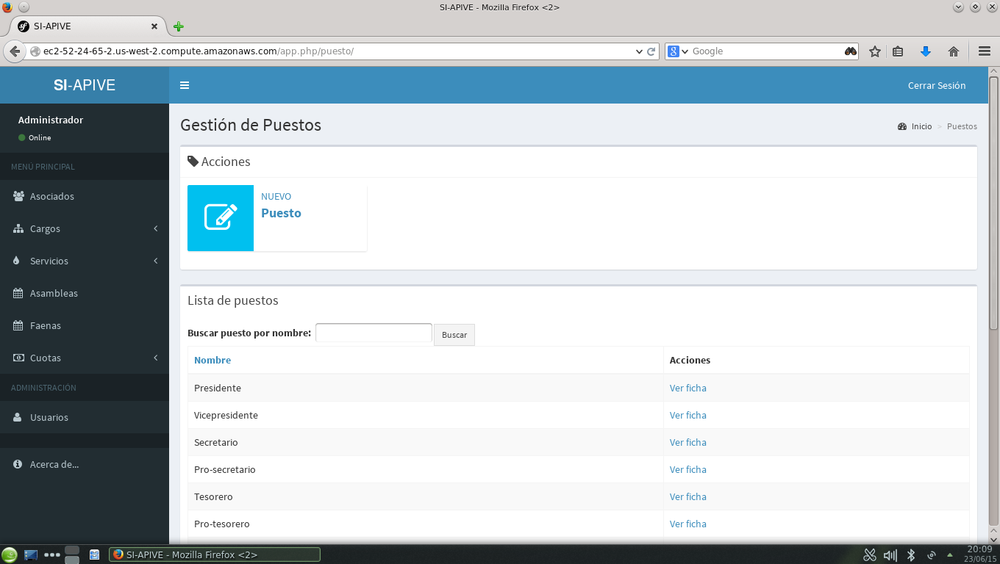 SI-APIVE - Mozilla Firefox <2>
SI-APIVE
ec2-52-24-65-2.us-west-2.compute.amazonaws.com/app.php/puesto/
Google
SI-APIVE
Cerrar Sesión
Administrador
Online
MENÚ PRINCIPAL
Asociados
Cargos
Servicios
Asambleas
Faenas
Cuotas
ADMINISTRACIÓN
Usuarios
Acerca de...
Gestión de Puestos
Inicio > Puestos
Acciones
NUEVO
Puesto
Lista de puestos
Buscar puesto por nombre: Buscar
Nombre Acciones
Presidente Ver ficha
Vicepresidente Ver ficha
Secretario Ver ficha
Pro-secretario Ver ficha
Tesorero Ver ficha
Pro-tesorero Ver ficha
SI-APIVE - Mozilla Firefox <2>
20:09
23/06/15